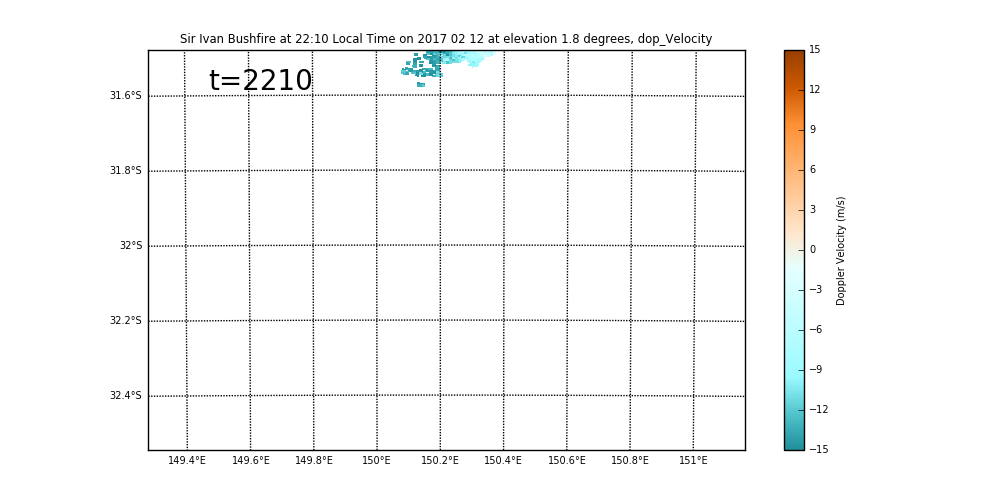 Sir Ivan Bushfire at 22:10 Local Time on 2017 02 12 at elevation 1.8 degrees, dop_Velocity
t=2210
31.6°S
31.8°S
32°S
32.2°S
32.4°S
149.4°E 149.6°E 149.8°E 150°E 150.2°E 150.4°E 150.6°E 150.8°E 151°E
15
12
9
6
3
0
−3
−6
−9
−12
−15
Doppler Velocity (m/s)